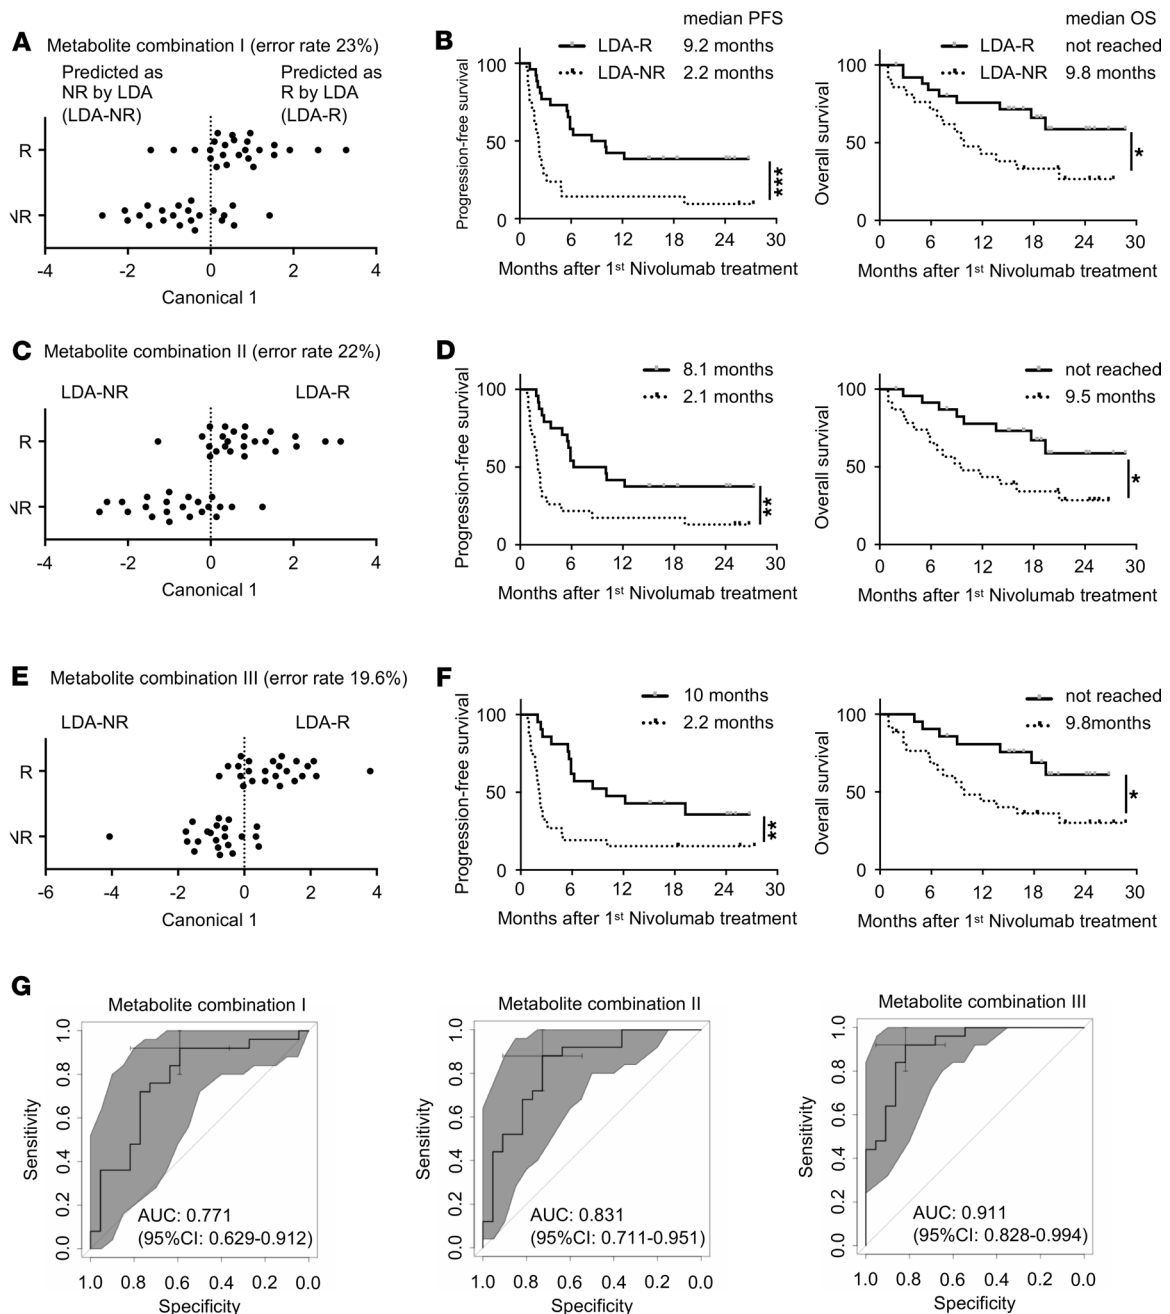 A Metabolite combination I (error rate 23%)
Predicted as
NR by LDA
(LDA-NR)
Predicted as
R by LDA
(LDA-R)
R
NR
-4 -2 0 2 4
Canonical 1
B
median PFS
LDA-R 9.2 months
LDA-NR 2.2 months
Progression-free survival
100
50
0
***
0 6 12 18 24 30
Months after 1st Nivolumab treatment
median OS
LDA-R not reached
LDA-NR 9.8 months
Overall survival
100
50
0
*
0 6 12 18 24 30
Months after 1st Nivolumab treatment
C Metabolite combination II (error rate 22%)
LDA-NR LDA-R
R
NR
-4 -2 0 2 4
Canonical 1
D
8.1 months
2.1 months
Progression-free survival
100
50
0
**
0 6 12 18 24 30
Months after 1st Nivolumab treatment
not reached
9.5 months
Overall survival
100
50
0
*
0 6 12 18 24 30
Months after 1st Nivolumab treatment
E Metabolite combination III (error rate 19.6%)
LDA-NR LDA-R
R
NR
-6 -4 -2 0 2 4
Canonical 1
F
10 months
2.2 months
Progression-free survival
100
50
0
**
0 6 12 18 24 30
Months after 1st Nivolumab treatment
not reached
9.8months
Overall survival
100
50
0
*
0 6 12 18 24 30
Months after 1st Nivolumab treatment
G
Metabolite combination I
Sensitivity
1.0
0.8
0.6
0.4
0.2
0.0
AUC: 0.771
(95%CI: 0.629-0.912)
1.0 0.8 0.6 0.4 0.2 0.0
Specificity
Metabolite combination II
Sensitivity
1.0
0.8
0.6
0.4
0.2
0.0
AUC: 0.831
(95%CI: 0.711-0.951)
1.0 0.8 0.6 0.4 0.2 0.0
Specificity
Metabolite combination III
Sensitivity
1.0
0.8
0.6
0.4
0.2
0.0
AUC: 0.911
(95%CI: 0.828-0.994)
1.0 0.8 0.6 0.4 0.2 0.0
Specificity